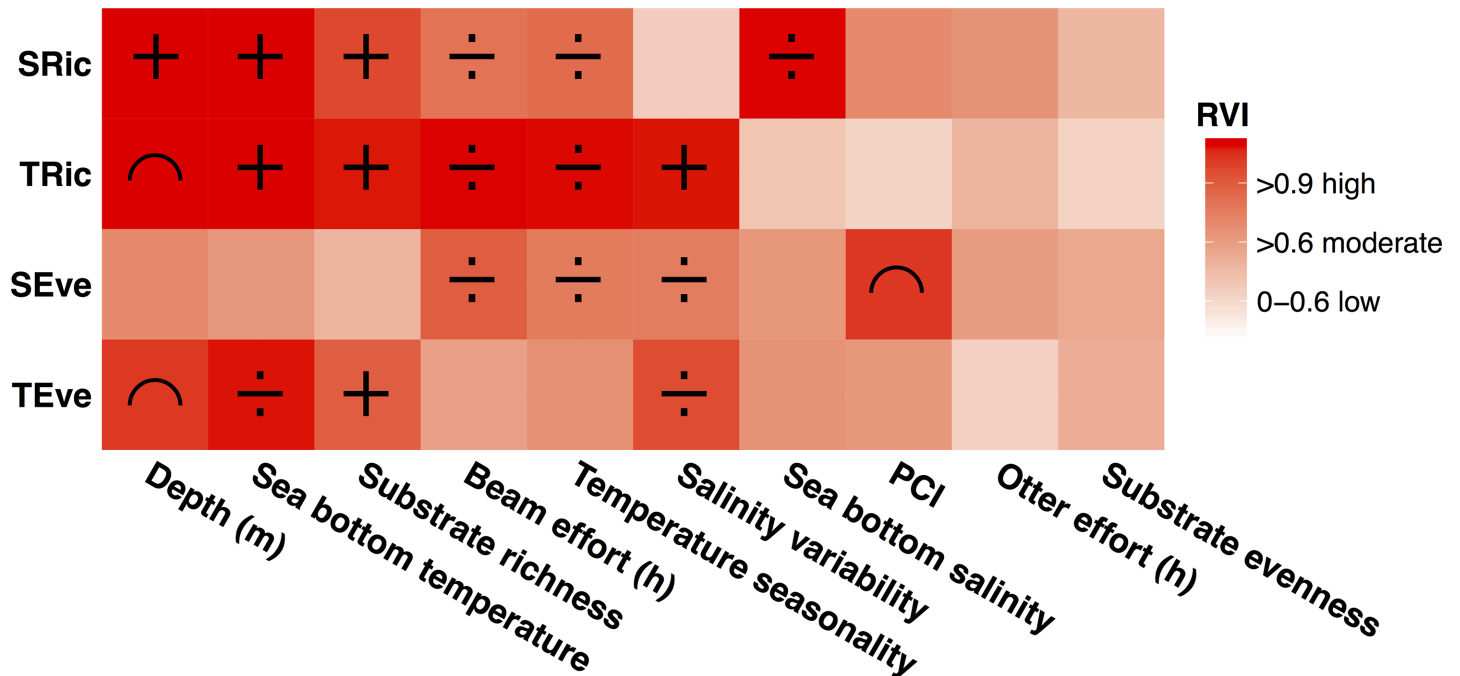 SRic + + + ÷ ÷ ÷
TRic ⌒ + + ÷ ÷ +
SEve ÷ ÷ ÷ ⌒
TEve ⌒ ÷ + ÷
RVI
>0.9 high
>0.6 moderate
0–0.6 low
Depth (m)
Sea bottom temperature
Substrate richness
Beam effort (h)
Temperature seasonality
Salinity variability
Sea bottom salinity
PCI
Otter effort (h)
Substrate evenness